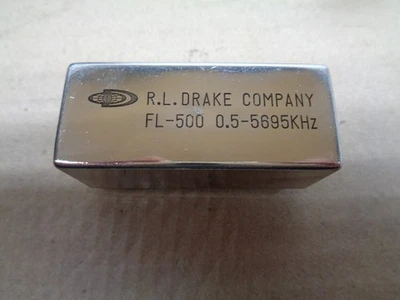 R.L.DRAKE COMPANY
FL-500 0.5-5695KHz